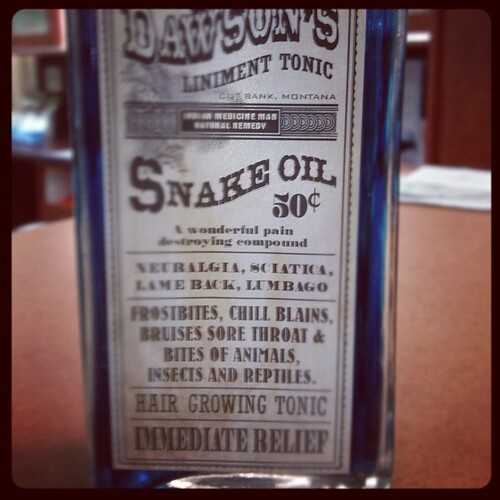 DAWSON'S
LINIMENT TONIC
BANK, MONTANA
INDIAN MEDICINE MAN
NATURAL REMEDY
SNAKE OIL
50¢
A wonderful pain
destroying compound
NEURALGIA, SCIATICA,
LAME BACK, LUMBAGO
FROSTBITES, CHILL BLAINS,
BRUISES SORE THROAT &
BITES OF ANIMALS,
INSECTS AND REPTILES.
HAIR GROWING TONIC
IMMEDIATE RELIEF